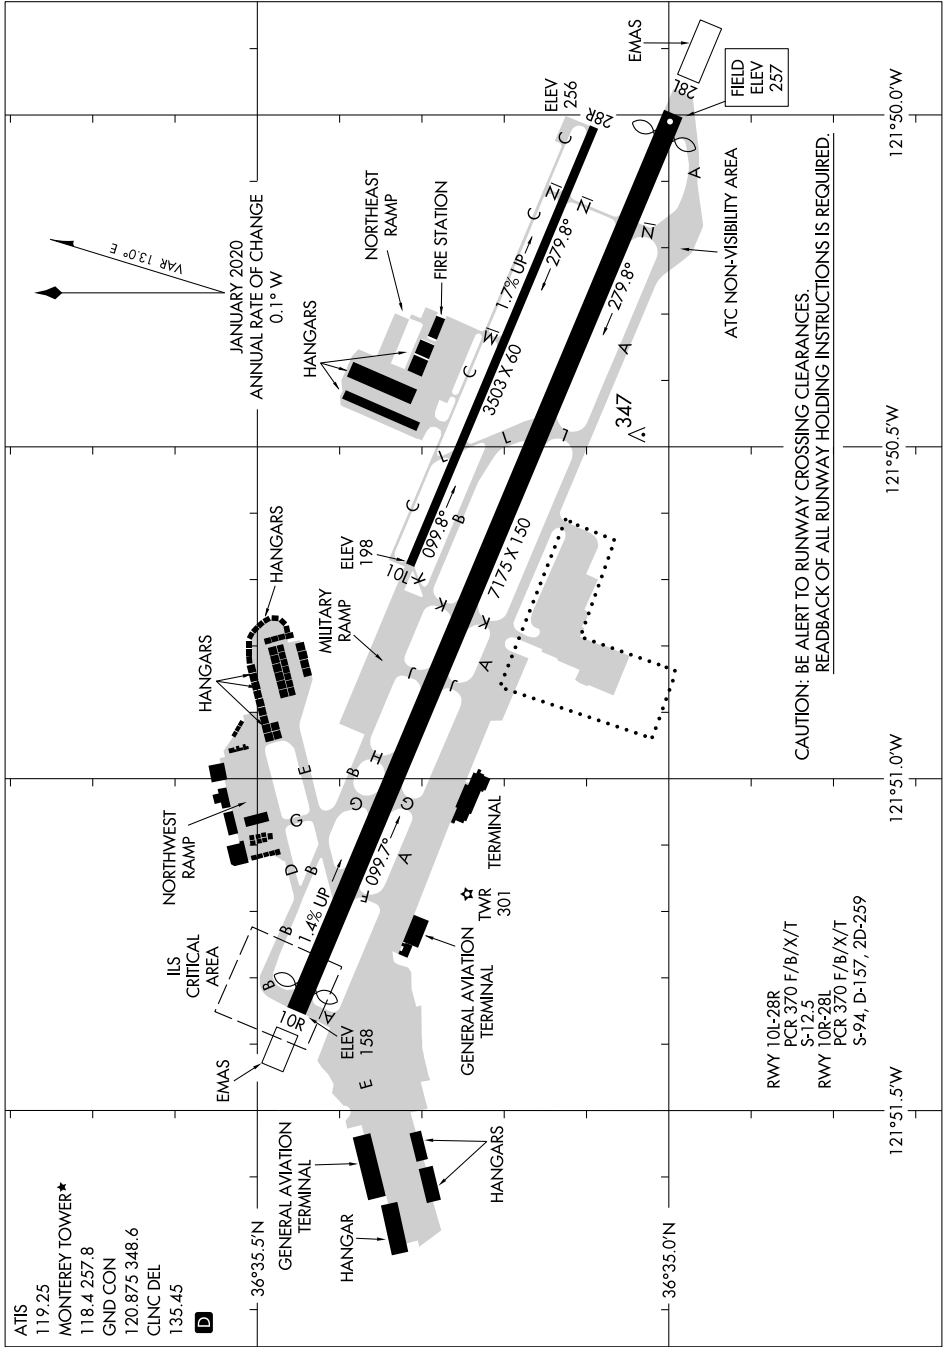 ATIS
119.25
MONTEREY TOWER★
118.4 257.8
GND CON
120.875 348.6
CLNC DEL
135.45
D
VAR 13.0° E
JANUARY 2020
ANNUAL RATE OF CHANGE
0.1° W
36°35.5'N
36°35.0'N
121°51.5'W
121°51.0'W
121°50.5'W
121°50.0'W
EMAS
ILS
CRITICAL
AREA
NORTHWEST
RAMP
HANGARS
HANGARS
MILITARY
RAMP
ELEV
198
HANGARS
NORTHEAST
RAMP
FIRE STATION
ELEV
256
EMAS
FIELD
ELEV
257
10L
28R
10R
28L
ELEV
158
1.4% UP
099.7°
7175 X 150
279.8°
099.8°
3503 X 60
1.7% UP
279.8°
A
B
B
B
D
G
E
F
A
G
G
B
H
J
J
A
K
K
K
B
C
L
L
L
C
M
C
N
N
N
C
A
A
E
347
ATC NON-VISIBILITY AREA
GENERAL AVIATION
TERMINAL
HANGAR
HANGARS
GENERAL AVIATION
TERMINAL
TWR
301
TERMINAL
RWY 10L-28R
PCR 370 F/B/X/T
S-12.5
RWY 10R-28L
PCR 370 F/B/X/T
S-94, D-157, 2D-259
CAUTION: BE ALERT TO RUNWAY CROSSING CLEARANCES.
READBACK OF ALL RUNWAY HOLDING INSTRUCTIONS IS REQUIRED.